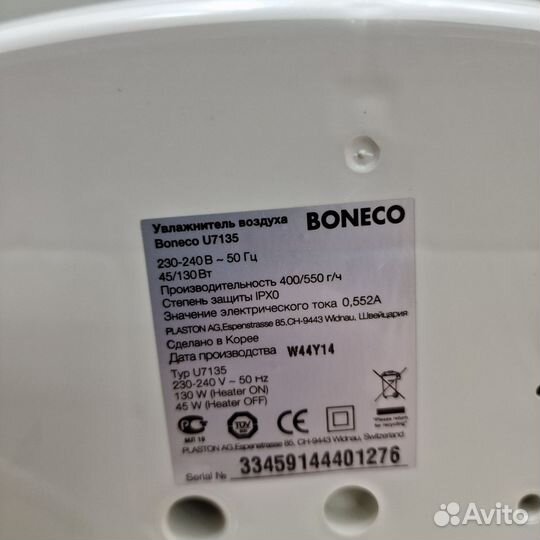 Увлажнитель воздуха BONECO
Boneco U7135
230-240 В ~ 50 Гц
45/130 Вт
Производительность 400/550 г/ч
Степень защиты IPX0
Значение электрического тока 0,552А
PLASTON AG,Espenstrasse 85,CH-9443 Widnau, Швейцария
Сделано в Корее
Дата производства W44Y14
Тур U7135
230-240 V ~ 50 Hz
130 W (Heater ON)
45 W (Heater OFF)
TÜV
CE
PLASTON AG,Espenstrasse 85, CH-9443 Widnau, Switzerland
Serial № 33459144401276
Avito